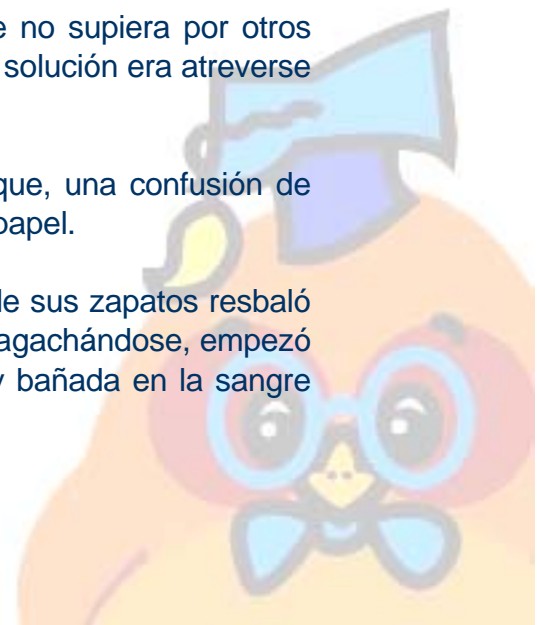 no supiera por otros
solución era atreverse
que, una confusión de
papel.
de sus zapatos resbaló
agachándose, empezó
bañada en la sangre